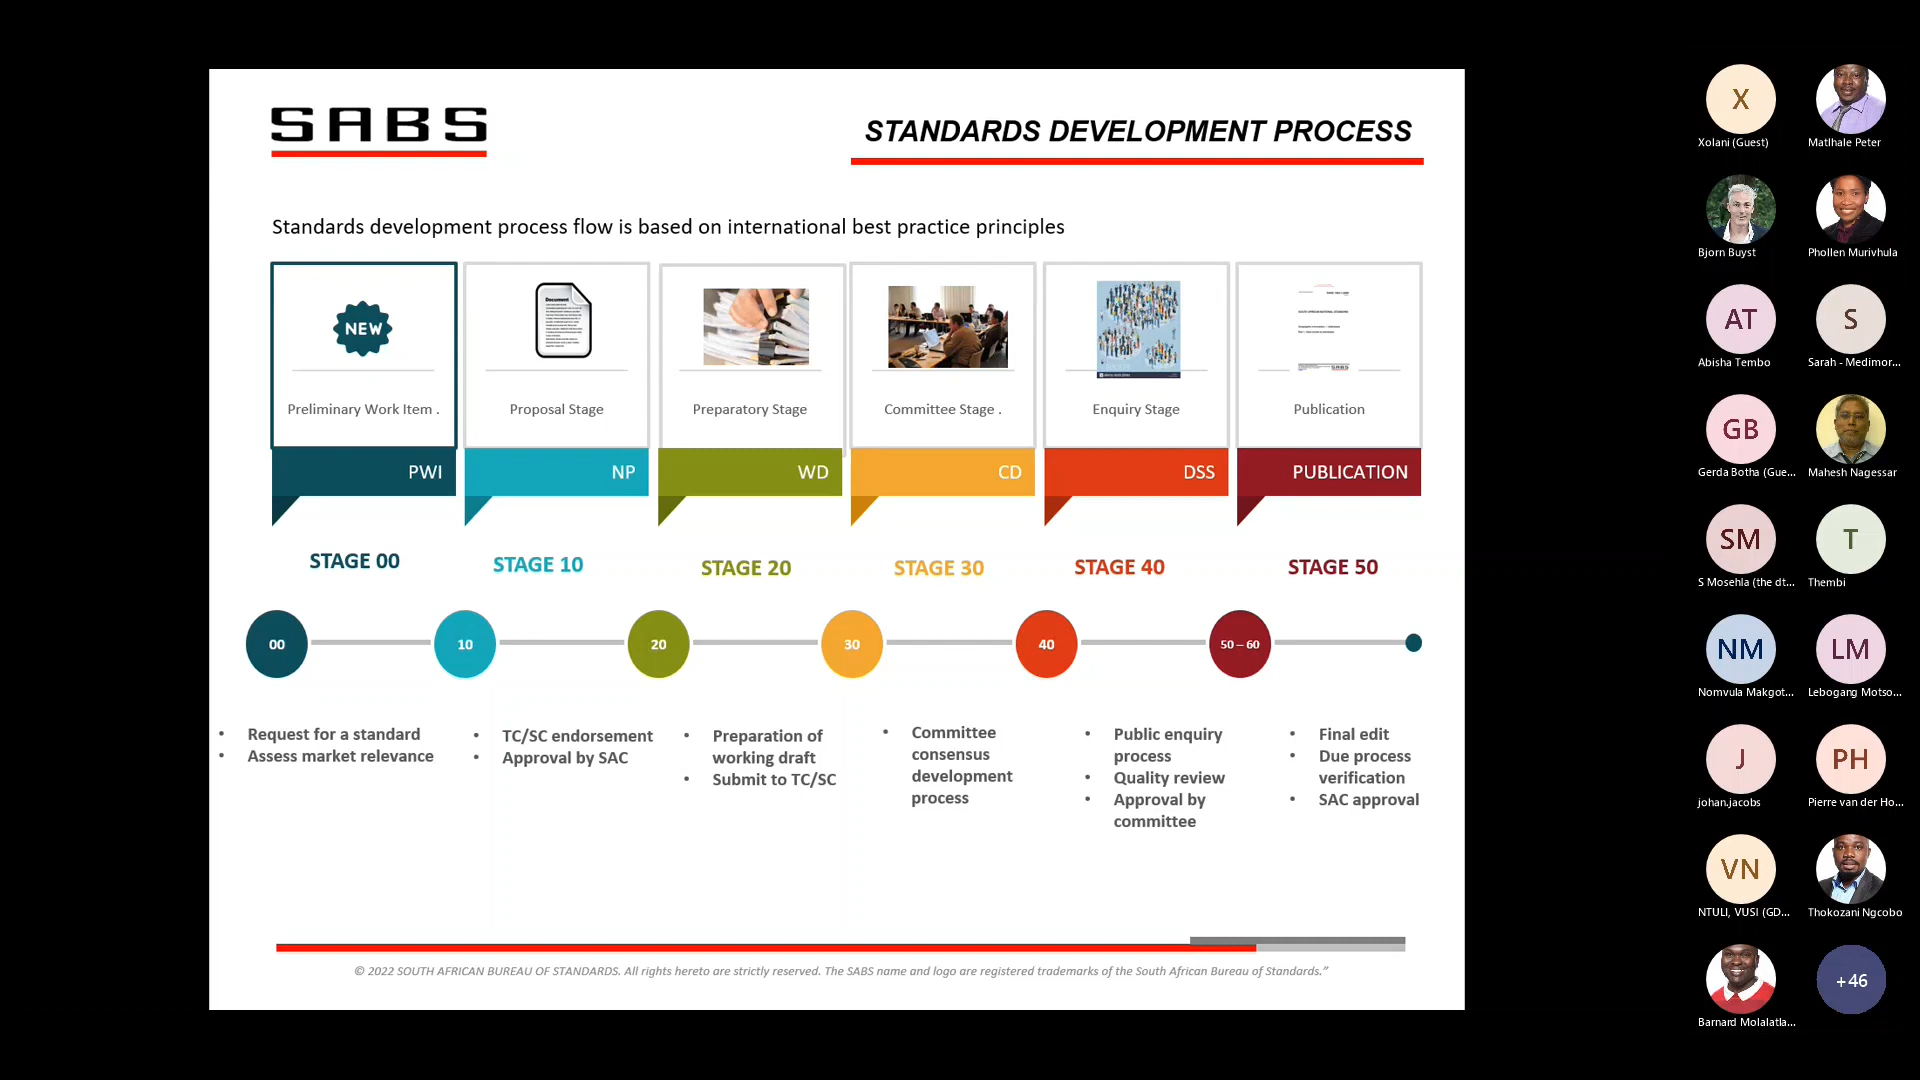 SABS
STANDARDS DEVELOPMENT PROCESS
Standards development process flow is based on international best practice principles
NEW
Document
Preliminary Work Item .
Proposal Stage
Preparatory Stage
Committee Stage .
Enquiry Stage
Publication
PWI
NP
WD
CD
DSS
PUBLICATION
STAGE 00
STAGE 10
STAGE 20
STAGE 30
STAGE 40
STAGE 50
00
10
20
30
40
50 – 60
• Request for a standard
• Assess market relevance
• TC/SC endorsement
• Approval by SAC
• Preparation of
working draft
• Submit to TC/SC
• Committee
consensus
development
process
• Public enquiry
process
• Quality review
• Approval by
committee
• Final edit
• Due process
verification
• SAC approval
© 2022 SOUTH AFRICAN BUREAU OF STANDARDS. All rights hereto are strictly reserved. The SABS name and logo are registered trademarks of the South African Bureau of Standards.”
X
Xolani (Guest)
Matlhale Peter
Bjorn Buyst
Phollen Murivhula
AT
Abisha Tembo
S
Sarah - Medimor...
GB
Gerda Botha (Gue...
Mahesh Nagessar
SM
S Mosehla (the dt...
T
Thembi
NM
Nomvula Makgot...
LM
Lebogang Motso...
J
johan.jacobs
PH
Pierre van der Ho...
VN
NTULI, VUSI (GD...
Thokozani Ngcobo
Barnard Molalatla...
+46